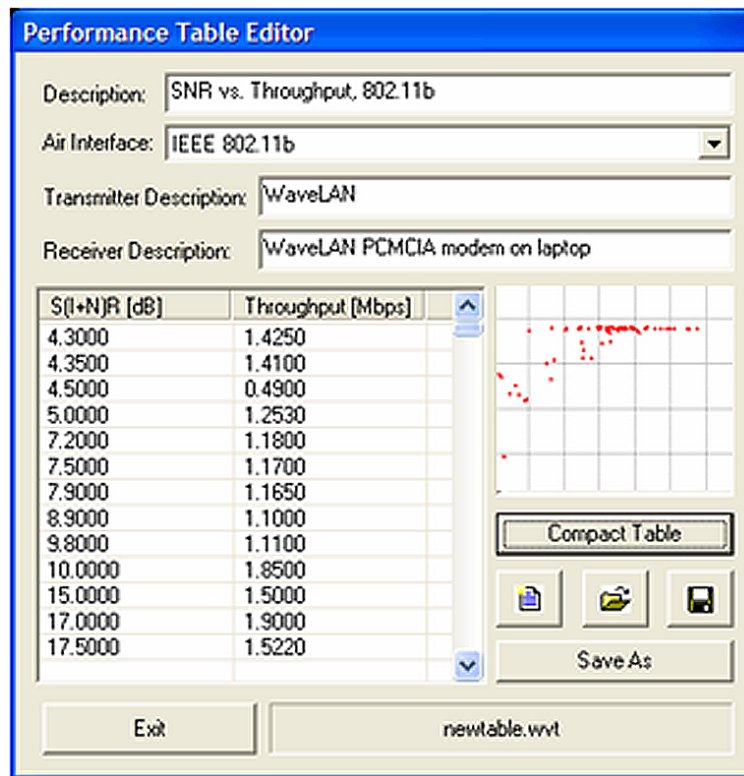 Performance Table Editor
Description: SNR vs. Throughput, 802.11b
Air Interface: IEEE 802.11b
Transmitter Description: WaveLAN
Receiver Description: WaveLAN PCMCIA modem on laptop
S(I+N)R [dB] Throughput [Mbps]
4.3000 1.4250
4.3500 1.4100
4.5000 0.4900
5.0000 1.2530
7.2000 1.1800
7.5000 1.1700
7.9000 1.1650
8.9000 1.1000
9.8000 1.1100
10.0000 1.8500
15.0000 1.5000
17.0000 1.9000
17.5000 1.5220
Compact Table
Save As
Exit newtable.wvt